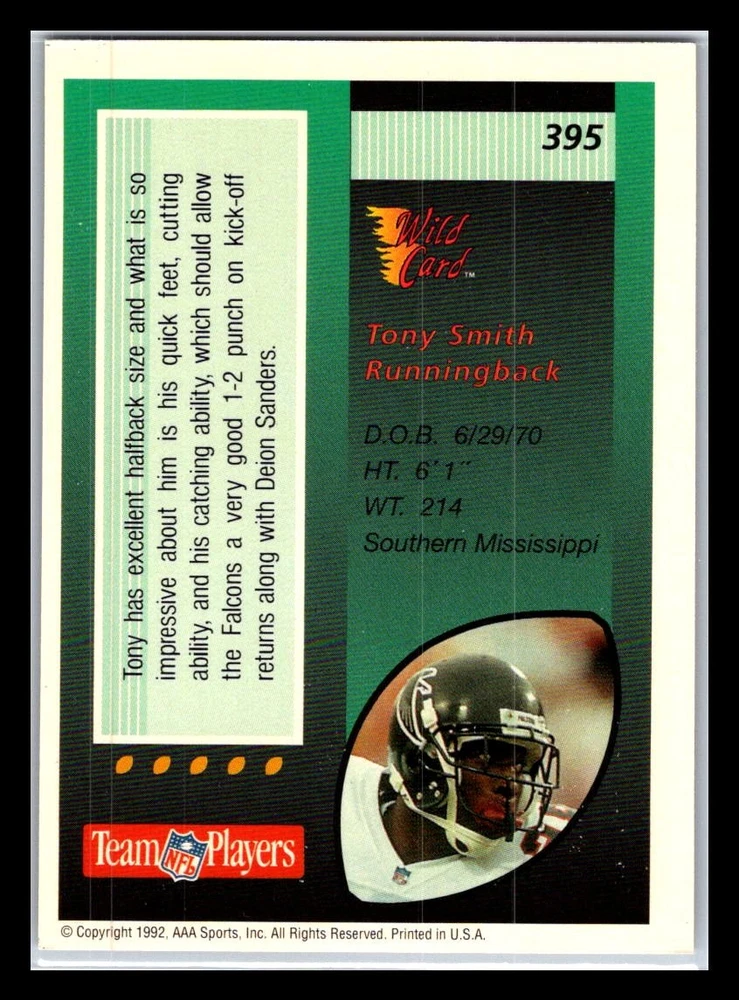 395
Wild
Card™
Tony Smith
Runningback
D.O.B. 6/29/70
HT. 6'1"
WT. 214
Southern Mississippi
Tony has excellent halfback size and what is so
impressive about him is his quick feet, cutting
ability, and his catching ability, which should allow
the Falcons a very good 1-2 punch on kick-off
returns along with Deion Sanders.
Team NFL Players
FALCONS
© Copyright 1992, AAA Sports, Inc. All Rights Reserved. Printed in U.S.A.